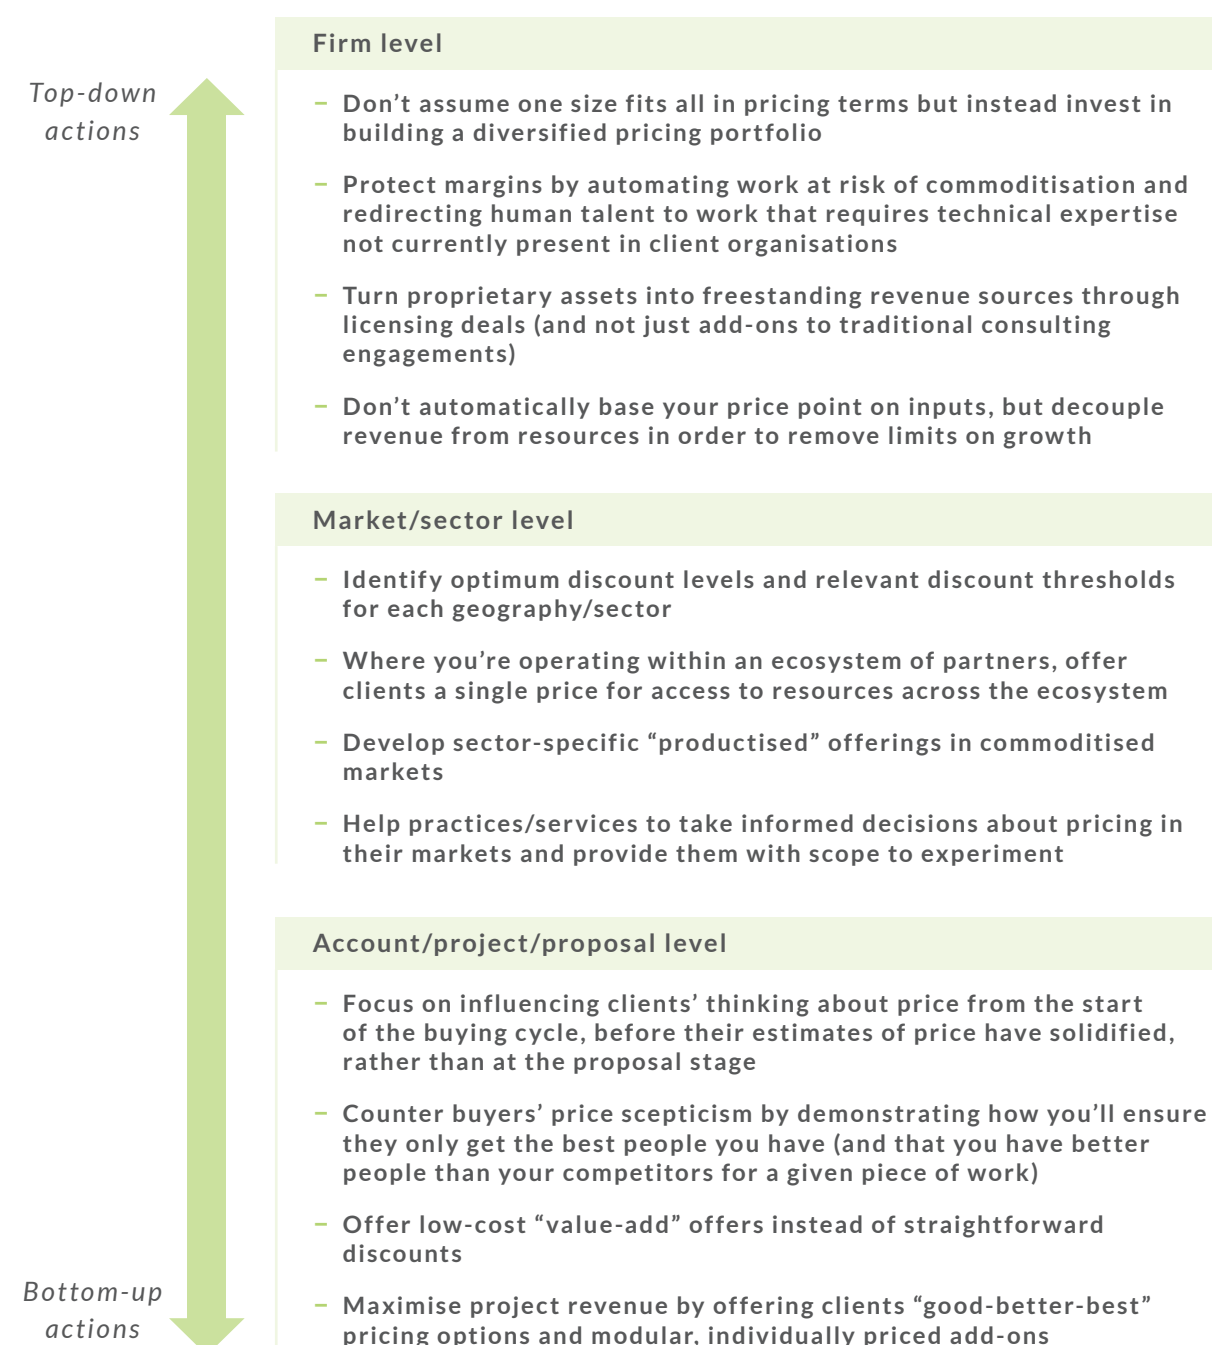 Firm level
Top-down
actions
– Don’t assume one size fits all in pricing terms but instead invest in
building a diversified pricing portfolio
– Protect margins by automating work at risk of commoditisation and
redirecting human talent to work that requires technical expertise
not currently present in client organisations
– Turn proprietary assets into freestanding revenue sources through
licensing deals (and not just add-ons to traditional consulting
engagements)
– Don’t automatically base your price point on inputs, but decouple
revenue from resources in order to remove limits on growth
Market/sector level
– Identify optimum discount levels and relevant discount thresholds
for each geography/sector
– Where you’re operating within an ecosystem of partners, offer
clients a single price for access to resources across the ecosystem
– Develop sector-specific “productised” offerings in commoditised
markets
– Help practices/services to take informed decisions about pricing in
their markets and provide them with scope to experiment
Account/project/proposal level
– Focus on influencing clients’ thinking about price from the start
of the buying cycle, before their estimates of price have solidified,
rather than at the proposal stage
– Counter buyers’ price scepticism by demonstrating how you’ll ensure
they only get the best people you have (and that you have better
people than your competitors for a given piece of work)
– Offer low-cost “value-add” offers instead of straightforward
discounts
– Maximise project revenue by offering clients “good-better-best”
pricing options and modular, individually priced add-ons
Bottom-up
actions